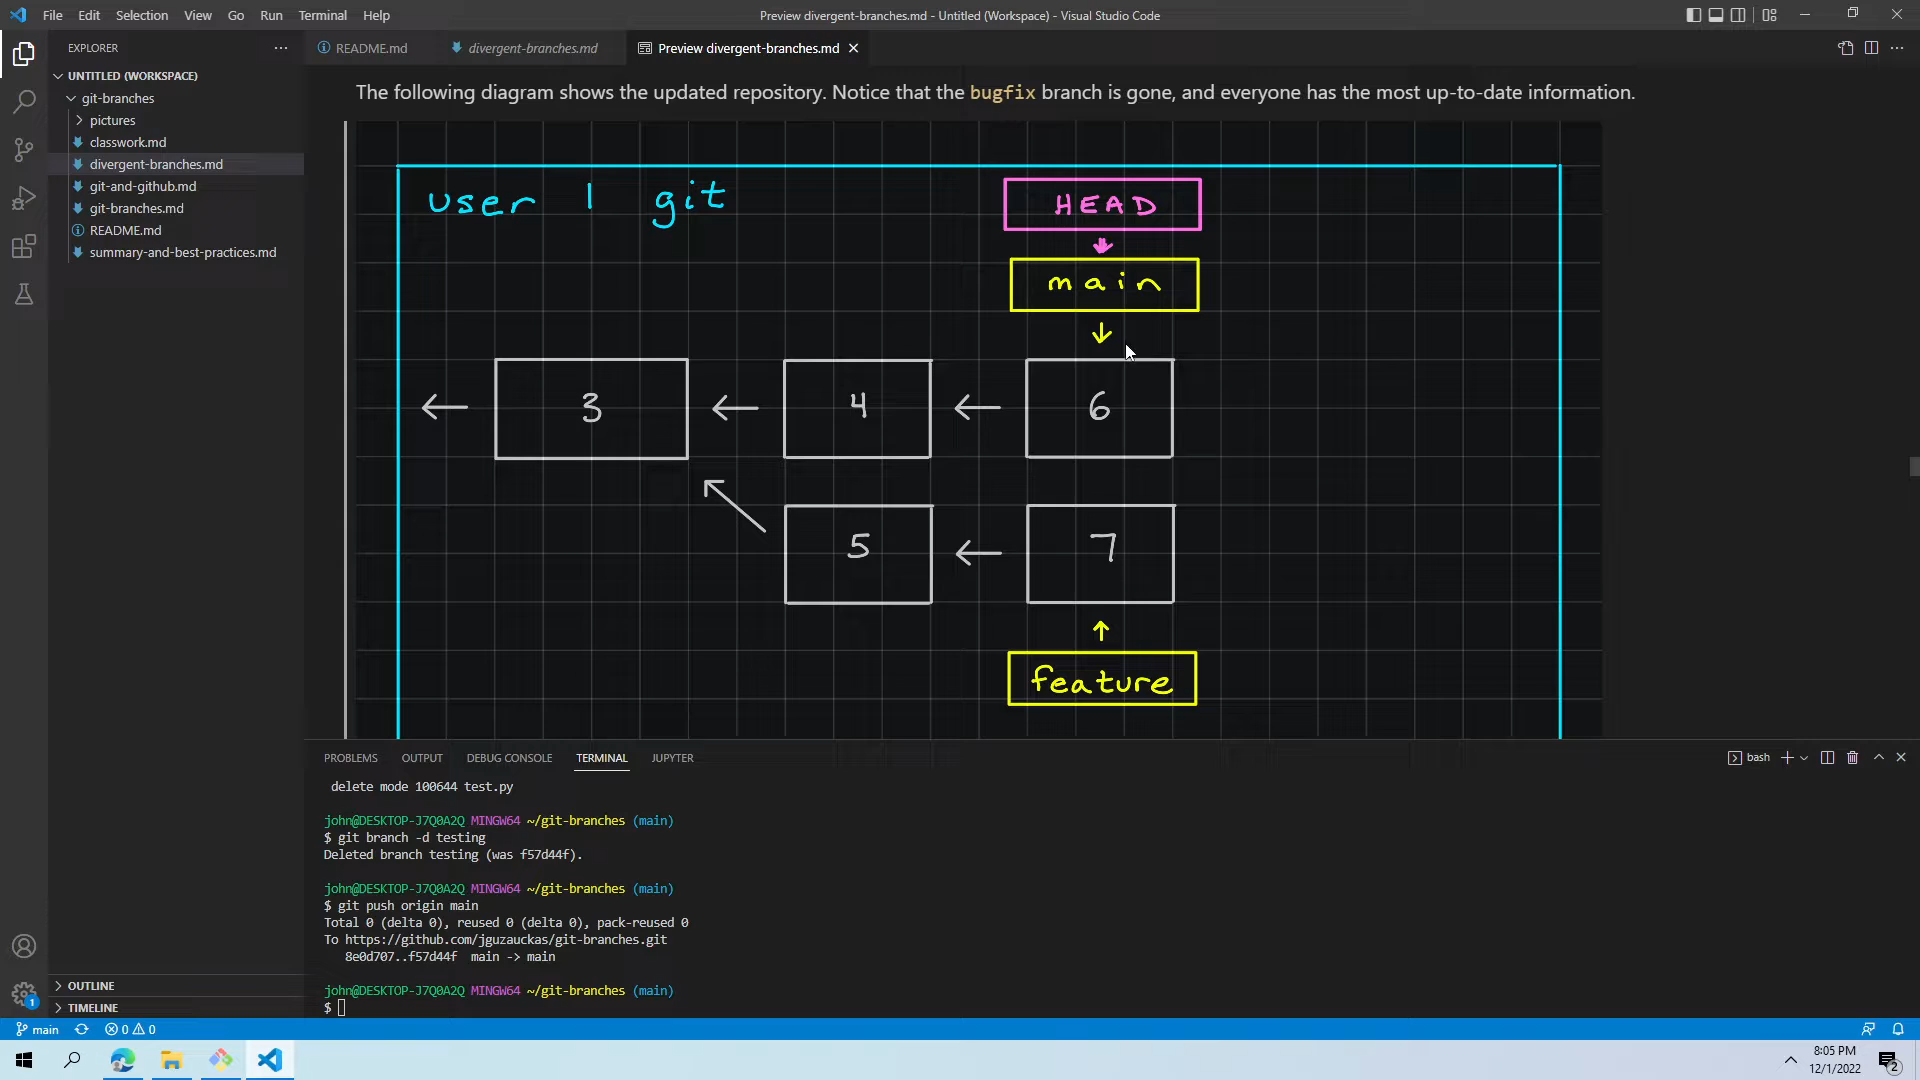 File Edit Selection View Go Run Terminal Help
Preview divergent-branches.md - Untitled (Workspace) - Visual Studio Code
EXPLORER
UNTITLED (WORKSPACE)
git-branches
pictures
classwork.md
divergent-branches.md
git-and-github.md
git-branches.md
README.md
summary-and-best-practices.md
OUTLINE
TIMELINE
README.md
divergent-branches.md
Preview divergent-branches.md
The following diagram shows the updated repository. Notice that the bugfix branch is gone, and everyone has the most up-to-date information.
user 1 git
HEAD
main
3
4
6
5
7
feature
PROBLEMS OUTPUT DEBUG CONSOLE TERMINAL JUPYTER
bash
delete mode 100644 test.py
john@DESKTOP-J7Q0A2Q MINGW64 ~/git-branches (main)
$ git branch -d testing
Deleted branch testing (was f57d44f).
john@DESKTOP-J7Q0A2Q MINGW64 ~/git-branches (main)
$ git push origin main
Total 0 (delta 0), reused 0 (delta 0), pack-reused 0
To https://github.com/jguzauckas/git-branches.git
8e0d707..f57d44f  main -> main
john@DESKTOP-J7Q0A2Q MINGW64 ~/git-branches (main)
$
1
main
0 0
8:05 PM
12/1/2022
2